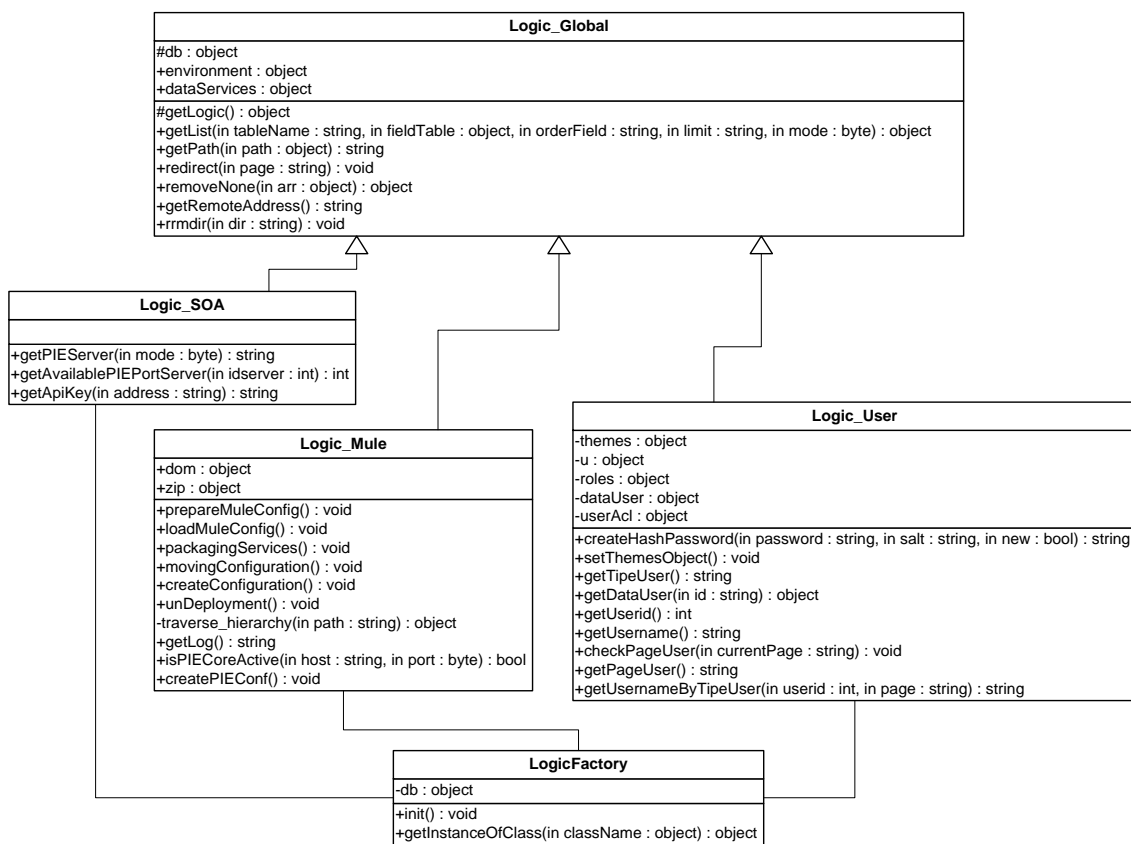 Logic_Global
#db : object
+environment : object
+dataServices : object
#getLogic() : object
+getList(in tableName : string, in fieldTable : object, in orderField : string, in limit : string, in mode : byte) : object
+getPath(in path : object) : string
+redirect(in page : string) : void
+removeNone(in arr : object) : object
+getRemoteAddress() : string
+rrmdir(in dir : string) : void
Logic_SOA
+getPIEServer(in mode : byte) : string
+getAvailablePIEPortServer(in idserver : int) : int
+getApiKey(in address : string) : string
Logic_Mule
+dom : object
+zip : object
+prepareMuleConfig() : void
+loadMuleConfig() : void
+packagingServices() : void
+movingConfiguration() : void
+createConfiguration() : void
+unDeployment() : void
-traverse_hierarchy(in path : string) : object
+getLog() : string
+isPIECoreActive(in host : string, in port : byte) : bool
+createPIEConf() : void
Logic_User
-themes : object
-u : object
-roles : object
-dataUser : object
-userAcl : object
+createHashPassword(in password : string, in salt : string, in new : bool) : string
+setThemesObject() : void
+getTipeUser() : string
+getDataUser(in id : string) : object
+getUserid() : int
+getUsername() : string
+checkPageUser(in currentPage : string) : void
+getPageUser() : string
+getUsernameByTipeUser(in userid : int, in page : string) : string
LogicFactory
-db : object
+init() : void
+getInstanceOfClass(in className : object) : object